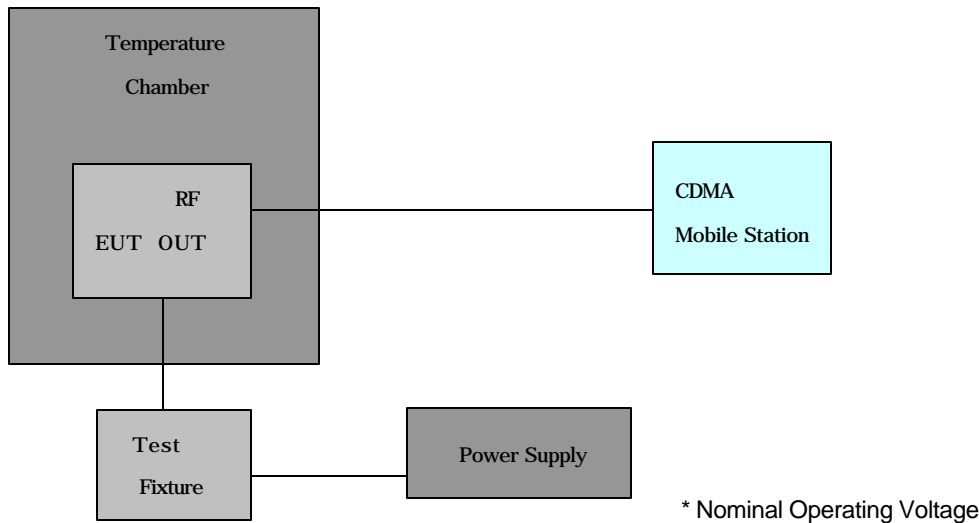 Temperature
Chamber
RF
EUT OUT
CDMA
Mobile Station
Test
Fixture
Power Supply
* Nominal Operating Voltage